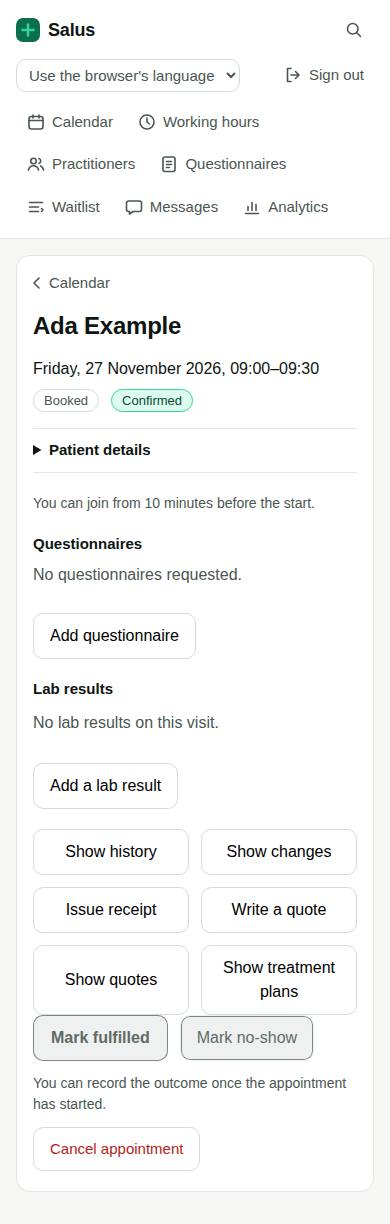 Salus
Use the browser's language
Sign out
Calendar
Working hours
Practitioners
Questionnaires
Waitlist
Messages
Analytics
Calendar
Ada Example
Friday, 27 November 2026, 09:00–09:30
Booked
Confirmed
Patient details
You can join from 10 minutes before the start.
Questionnaires
No questionnaires requested.
Add questionnaire
Lab results
No lab results on this visit.
Add a lab result
Show history
Show changes
Issue receipt
Write a quote
Show quotes
Show treatment
plans
Mark fulfilled
Mark no-show
You can record the outcome once the appointment
has started.
Cancel appointment